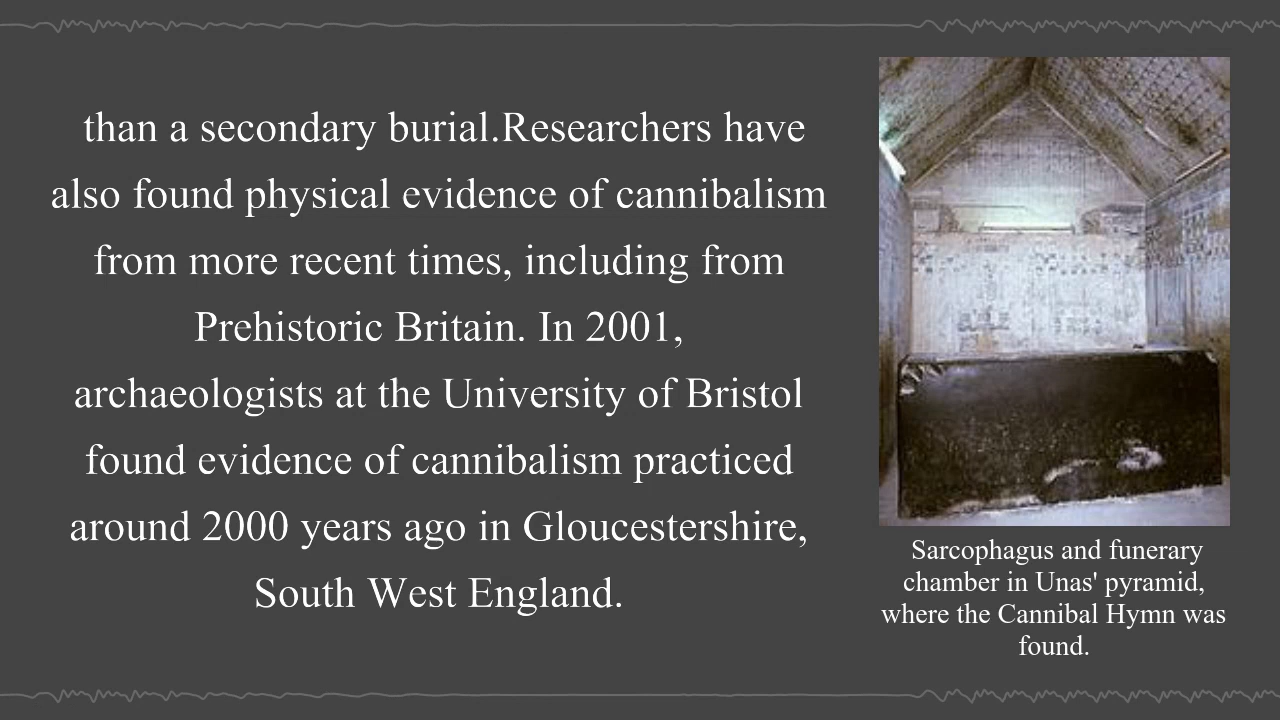 than a secondary burial.Researchers have
also found physical evidence of cannibalism
from more recent times, including from
Prehistoric Britain. In 2001,
archaeologists at the University of Bristol
found evidence of cannibalism practiced
around 2000 years ago in Gloucestershire,
South West England.
Sarcophagus and funerary
chamber in Unas' pyramid,
where the Cannibal Hymn was
found.